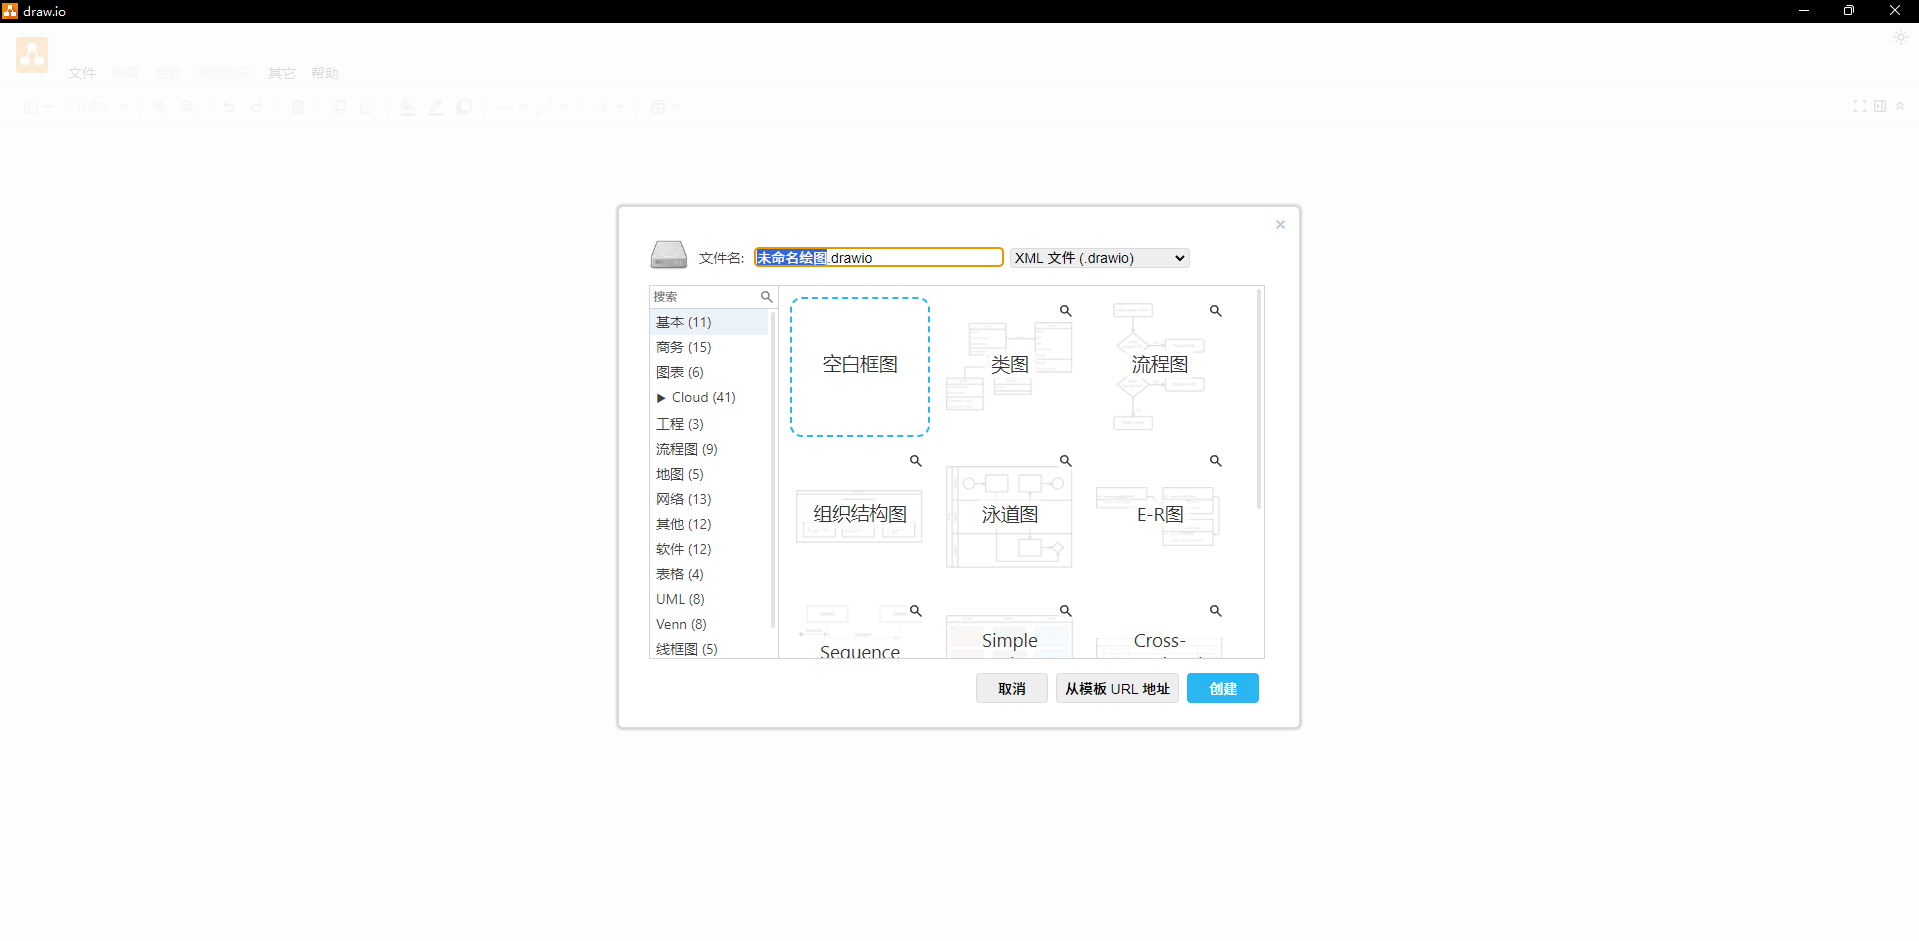 draw.io
文件 编辑 查看 调整图形 其它 帮助
100%
文件名: 未命名绘图.drawio XML 文件 (.drawio)
搜索
基本 (11)
商务 (15)
图表 (6)
Cloud (41)
工程 (3)
流程图 (9)
地图 (5)
网络 (13)
其他 (12)
软件 (12)
表格 (4)
UML (8)
Venn (8)
线框图 (5)
空白框图 类图 流程图
组织结构图 泳道图 E-R图
Sequence Simple Cross-
取消 从模板 URL 地址 创建